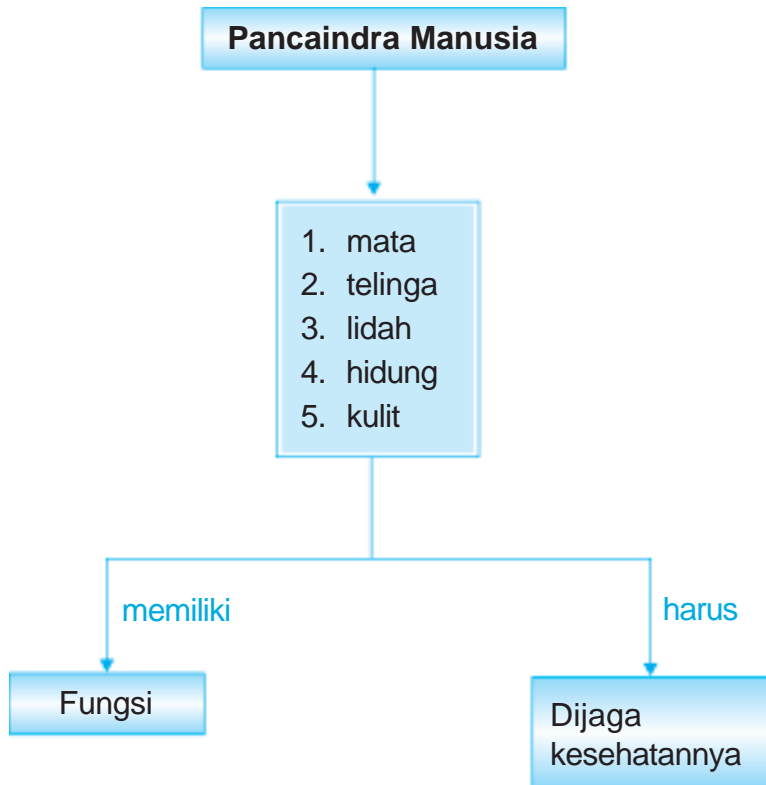 Pancaindra Manusia
1. mata
2. telinga
3. lidah
4. hidung
5. kulit
memiliki
harus
Fungsi
Dijaga
kesehatannya